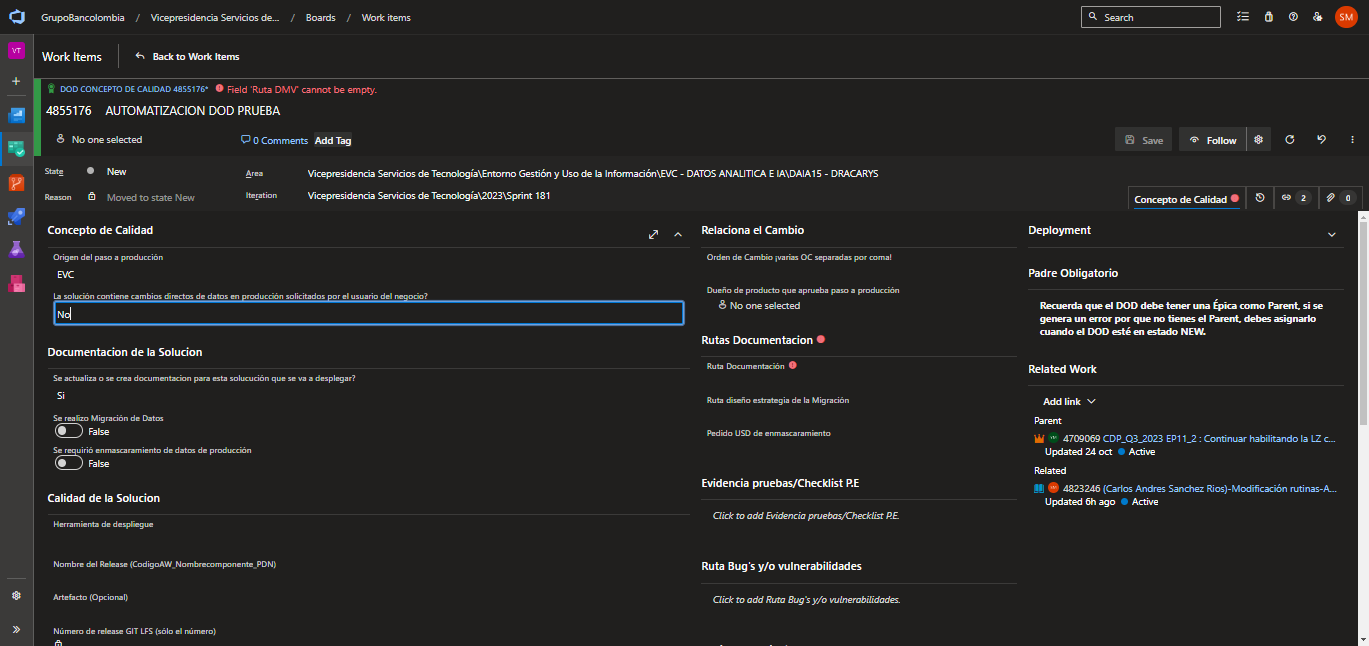 GrupoBancolombia / Vicepresidencia Servicios de... / Boards / Work items
Search
SM
VT
Work Items
Back to Work Items
DOD CONCEPTO DE CALIDAD 4855176* Field 'Ruta DMV' cannot be empty.
4855176 AUTOMATIZACION DOD PRUEBA
No one selected
0 Comments
Add Tag
Save
Follow
State
New
Area
Vicepresidencia Servicios de Tecnología\Entorno Gestión y Uso de la Información\EVC - DATOS ANALITICA E IA\DAIA15 - DRACARYS
Reason
Moved to state New
Iteration
Vicepresidencia Servicios de Tecnología\2023\Sprint 181
Concepto de Calidad
2
0
Concepto de Calidad
Origen del paso a producción
EVC
La solución contiene cambios directos de datos en producción solicitados por el usuario del negocio?
No
Documentacion de la Solucion
Se actualiza o se crea documentacion para esta solucución que se va a desplegar?
Si
Se realizo Migración de Datos
False
Se requirió enmascaramiento de datos de producción
False
Calidad de la Solucion
Herramienta de despliegue
Nombre del Release (CodigoAW_Nombrecomponente_PDN)
Artefacto (Opcional)
Número de release GIT LFS (sólo el número)
Relaciona el Cambio
Orden de Cambio ¡varias OC separadas por coma!
Dueño de producto que aprueba paso a producción
No one selected
Rutas Documentacion
Ruta Documentación
Ruta diseño estrategia de la Migración
Pedido USD de enmascaramiento
Evidencia pruebas/Checklist P.E
Click to add Evidencia pruebas/Checklist P.E.
Ruta Bug's y/o vulnerabilidades
Click to add Ruta Bug's y/o vulnerabilidades.
Deployment
Padre Obligatorio
Recuerda que el DOD debe tener una Épica como Parent, si se
genera un error por que no tienes el Parent, debes asignarlo
cuando el DOD esté en estado NEW.
Related Work
Add link
Parent
4709069 CDP_Q3_2023 EP11_2 : Continuar habilitando la LZ c...
Updated 24 oct Active
Related
4823246 (Carlos Andres Sanchez Rios)-Modificación rutinas-A...
Updated 6h ago Active